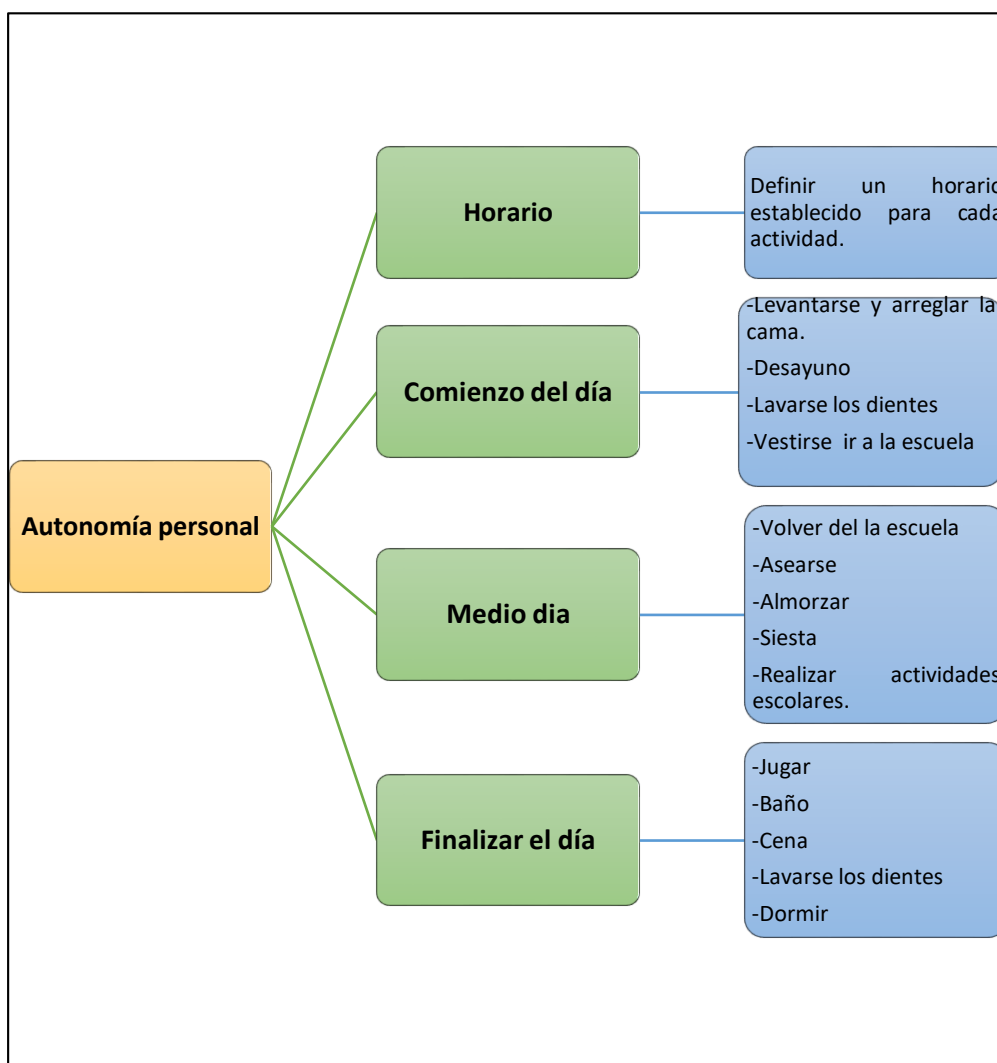 Autonomía personal
Horario
Definir un horario
establecido para cada
actividad.
Comienzo del día
-Levantarse y arreglar la
cama.
-Desayuno
-Lavarse los dientes
-Vestirse ir a la escuela
Medio dia
-Volver del la escuela
-Asearse
-Almorzar
-Siesta
-Realizar actividades
escolares.
Finalizar el día
-Jugar
-Baño
-Cena
-Lavarse los dientes
-Dormir